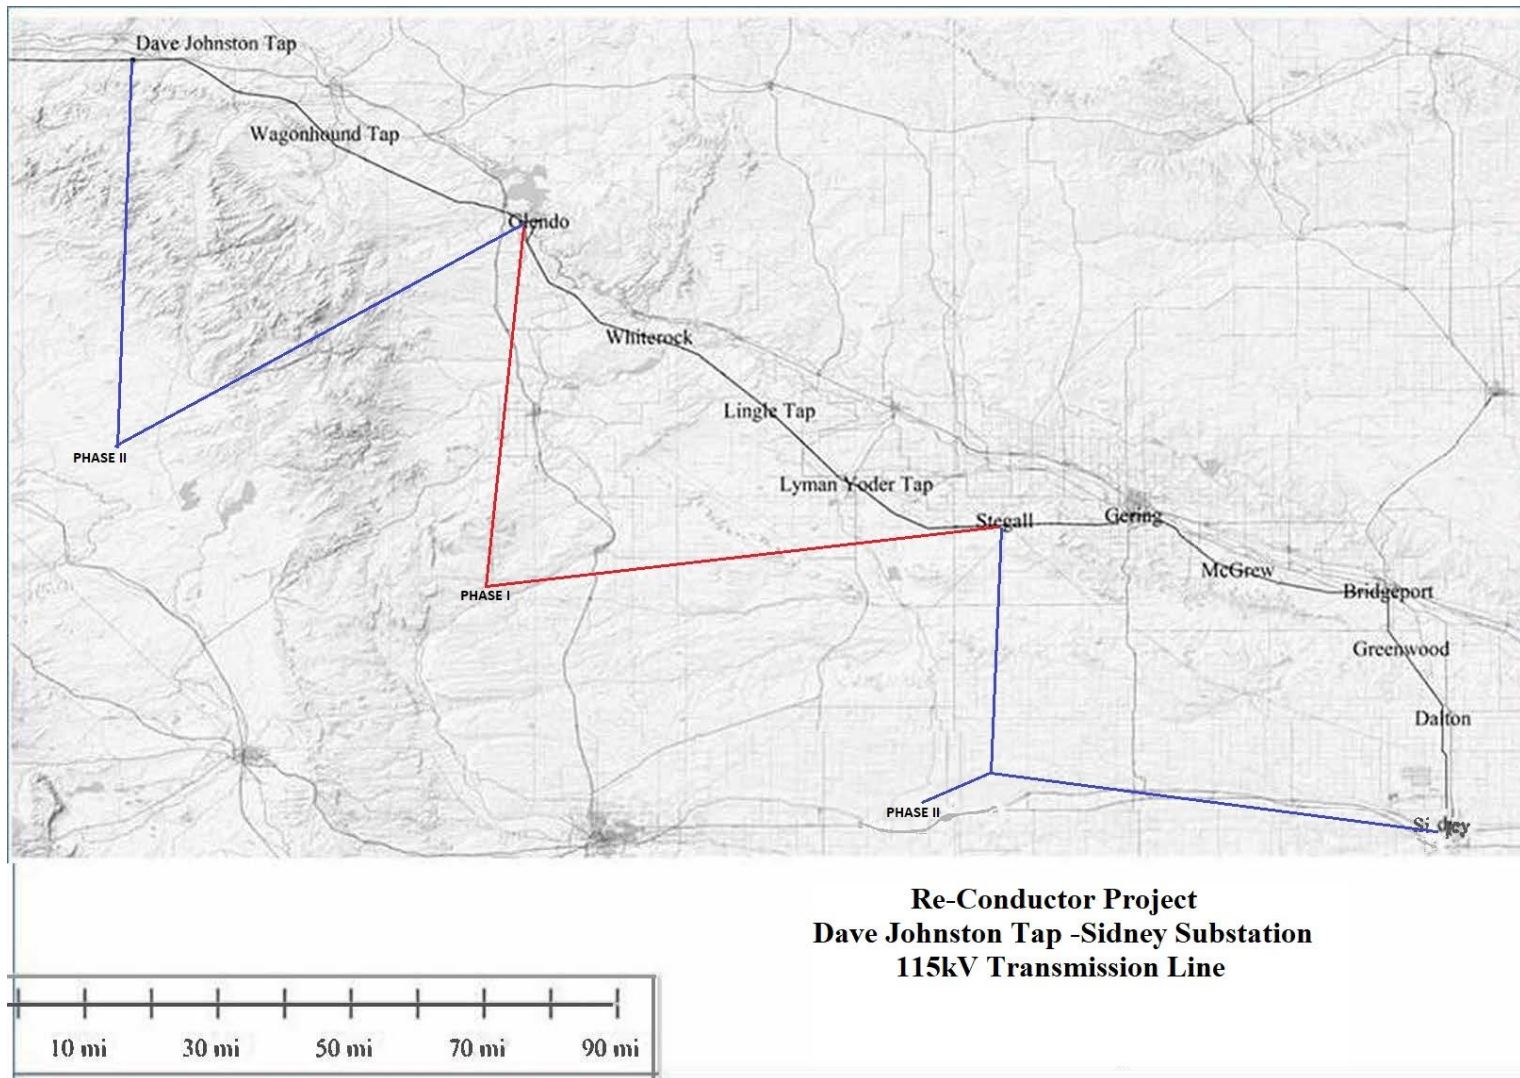 Dave Johnston Tap
Wagonhound Tap
Glendo
Whiterock
Lingle Tap
PHASE II
Lyman Yoder Tap
Stegall
Gering
McGrew
PHASE I
Bridgeport
Greenwood
Dalton
PHASE II
Sidney
Re-Conductor Project
Dave Johnston Tap -Sidney Substation
115kV Transmission Line
10 mi 30 mi 50 mi 70 mi 90 mi